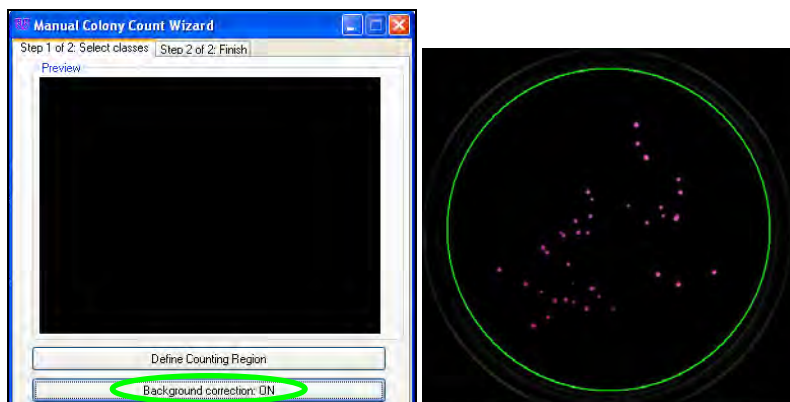 Manual Colony Count Wizard
Step 1 of 2: Select classes Step 2 of 2: Finish
Preview
Define Counting Region
Background correction: ON